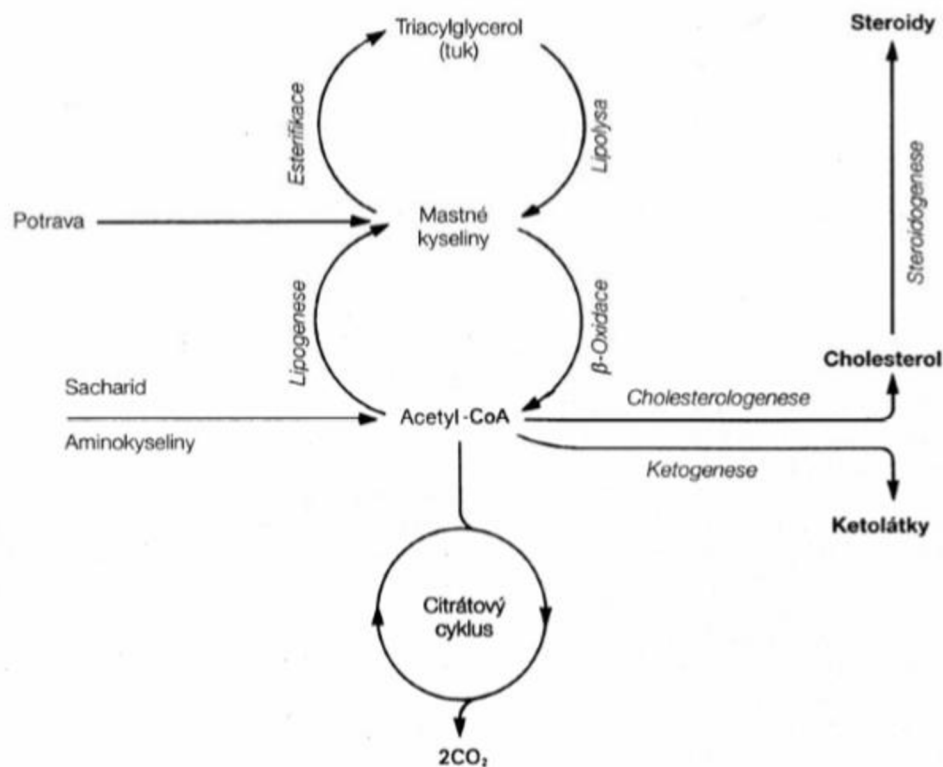 Triacylglycerol
(tuk)
Steroidy
Esterifikace
Lipolysa
Steroidogenese
Potrava
Mastné
kyseliny
Lipogenese
β-Oxidace
Cholesterol
Sacharid
Aminokyseliny
Acetyl-CoA
Cholesterologenese
Ketogenese
Ketolátky
Citrátový
cyklus
2CO₂